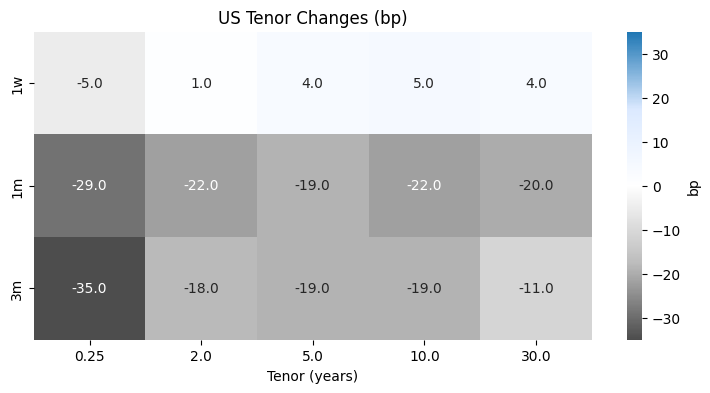 US Tenor Changes (bp)
1w -5.0 1.0 4.0 5.0 4.0
1m -29.0 -22.0 -19.0 -22.0 -20.0
3m -35.0 -18.0 -19.0 -19.0 -11.0
0.25 2.0 5.0 10.0 30.0
Tenor (years)
30
20
10
0
−10
−20
−30
bp